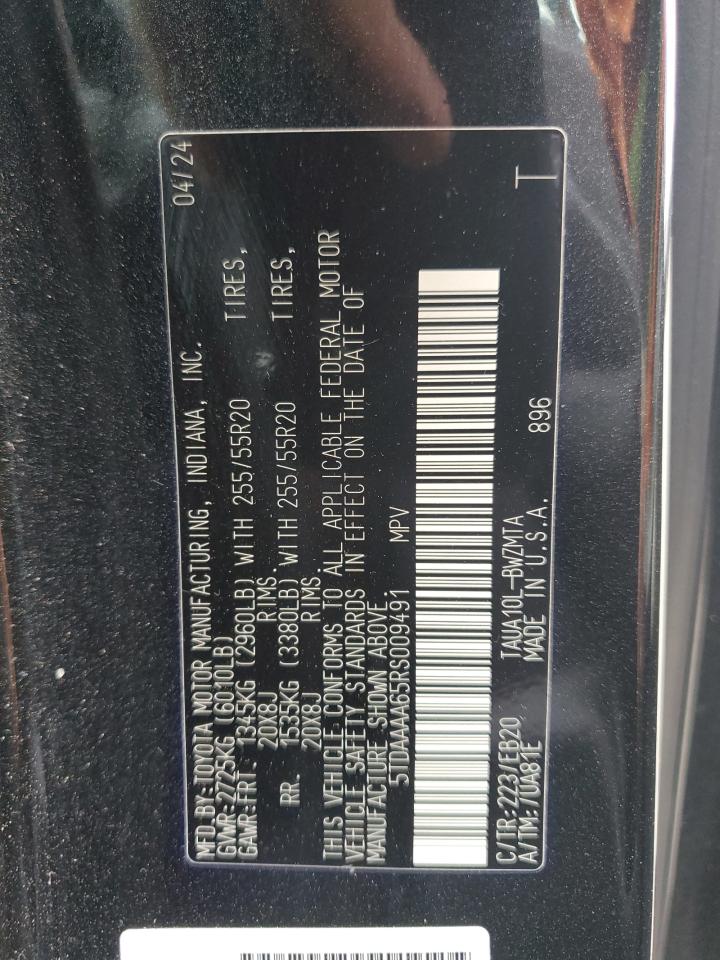 04/24
MFD.BY:TOYOTA MOTOR MANUFACTURING, INDIANA, INC.
GVWR:2725KG (6010LB)
GAWR:FRT. 1345KG (2960LB) WITH 255/55R20 TIRES,
20X8J RIMS.
RR. 1535KG (3380LB) WITH 255/55R20 TIRES,
20X8J RIMS.
THIS VEHICLE CONFORMS TO ALL APPLICABLE FEDERAL MOTOR
VEHICLE SAFETY STANDARDS IN EFFECT ON THE DATE OF
MANUFACTURE SHOWN ABOVE.
5TDAAAA65RS009491 MPV
C/TR:223/EB20 TAUA10L-BWZMTA 896 T
A/TM:/UA81E MADE IN U.S.A.